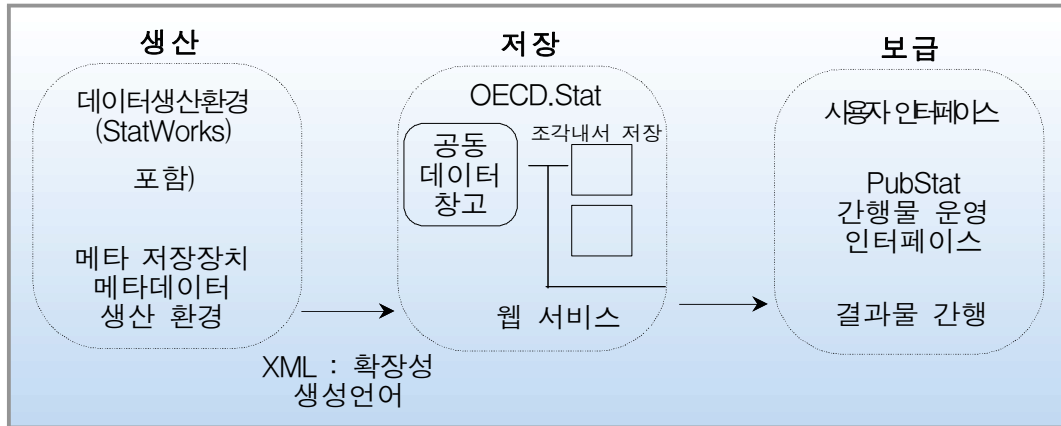 생산
데이터생산환경
(StatWorks)
포함)
메타 저장장치
메타데이터
생산 환경
XML : 확장성
생성언어
저장
OECD.Stat
공동
데이터
창고
조각내서 저장
웹 서비스
보급
사용자 인터페이스
PubStat
간행물 운영
인터페이스
결과물 간행